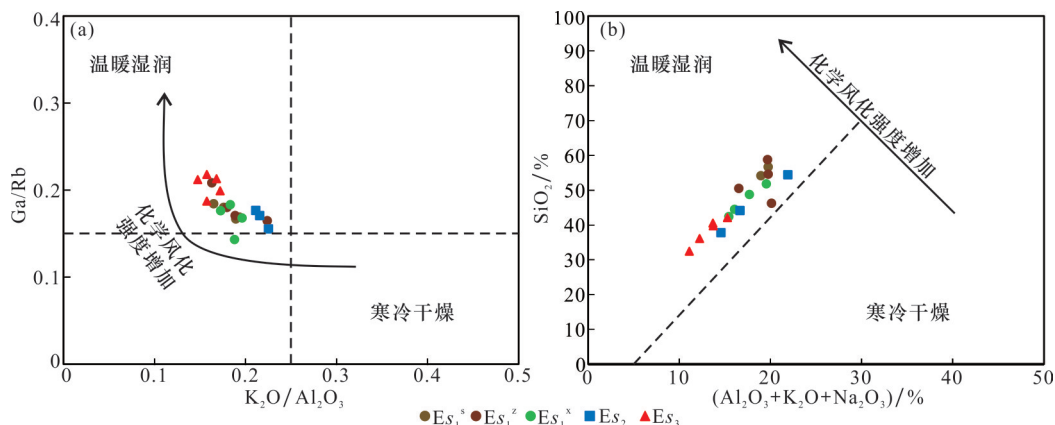 (a)
温暖湿润
化学风化
强度增加
寒冷干燥
Ga/Rb
0.4
0.3
0.2
0.1
0
0
0.1
0.2
0.3
0.4
0.5
K₂O/Al₂O₃
(b)
温暖湿润
化学风化强度增加
寒冷干燥
SiO₂/%
100
90
80
70
60
50
40
30
20
10
0
0
10
20
30
40
50
(Al₂O₃+K₂O+Na₂O₃)/%
Es₁ˢ Es₁ᶻ Es₁ˣ Es₂ Es₃